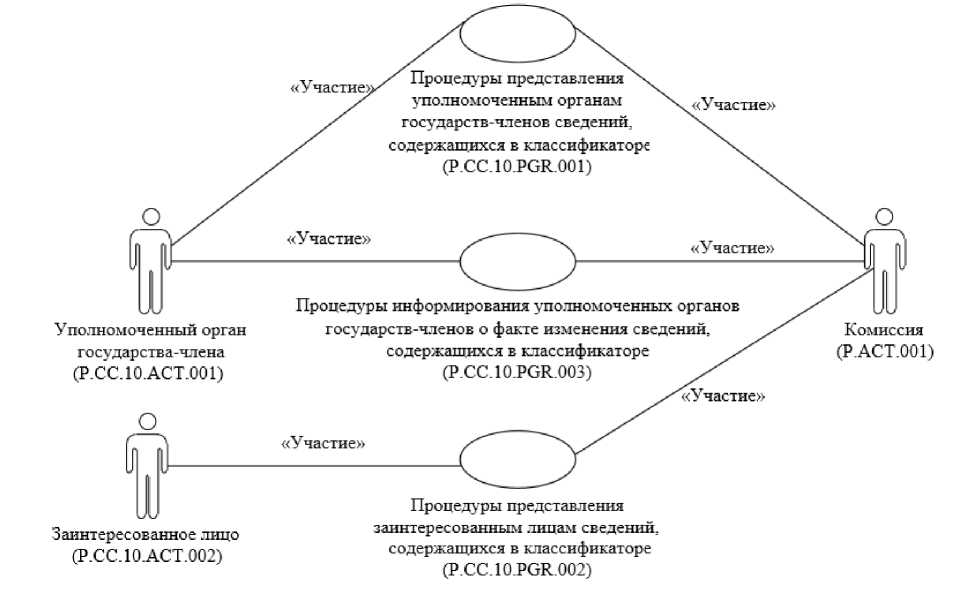 «Участие»
Процедуры представления
уполномоченным органам
государств-членов сведений,
содержащихся в классификаторе
(P.CC.10.PGR.001)
«Участие»
«Участие»
«Участие»
Процедуры информирования уполномоченных органов
государств-членов о факте изменения сведений,
содержащихся в классификаторе
(P.CC.10.PGR.003)
Уполномоченный орган
государства-члена
(P.CC.10.ACT.001)
Комиссия
(P.ACT.001)
«Участие»
«Участие»
Процедуры представления
заинтересованным лицам сведений,
содержащихся в классификаторе
(P.CC.10.PGR.002)
Заинтересованное лицо
(P.CC.10.ACT.002)